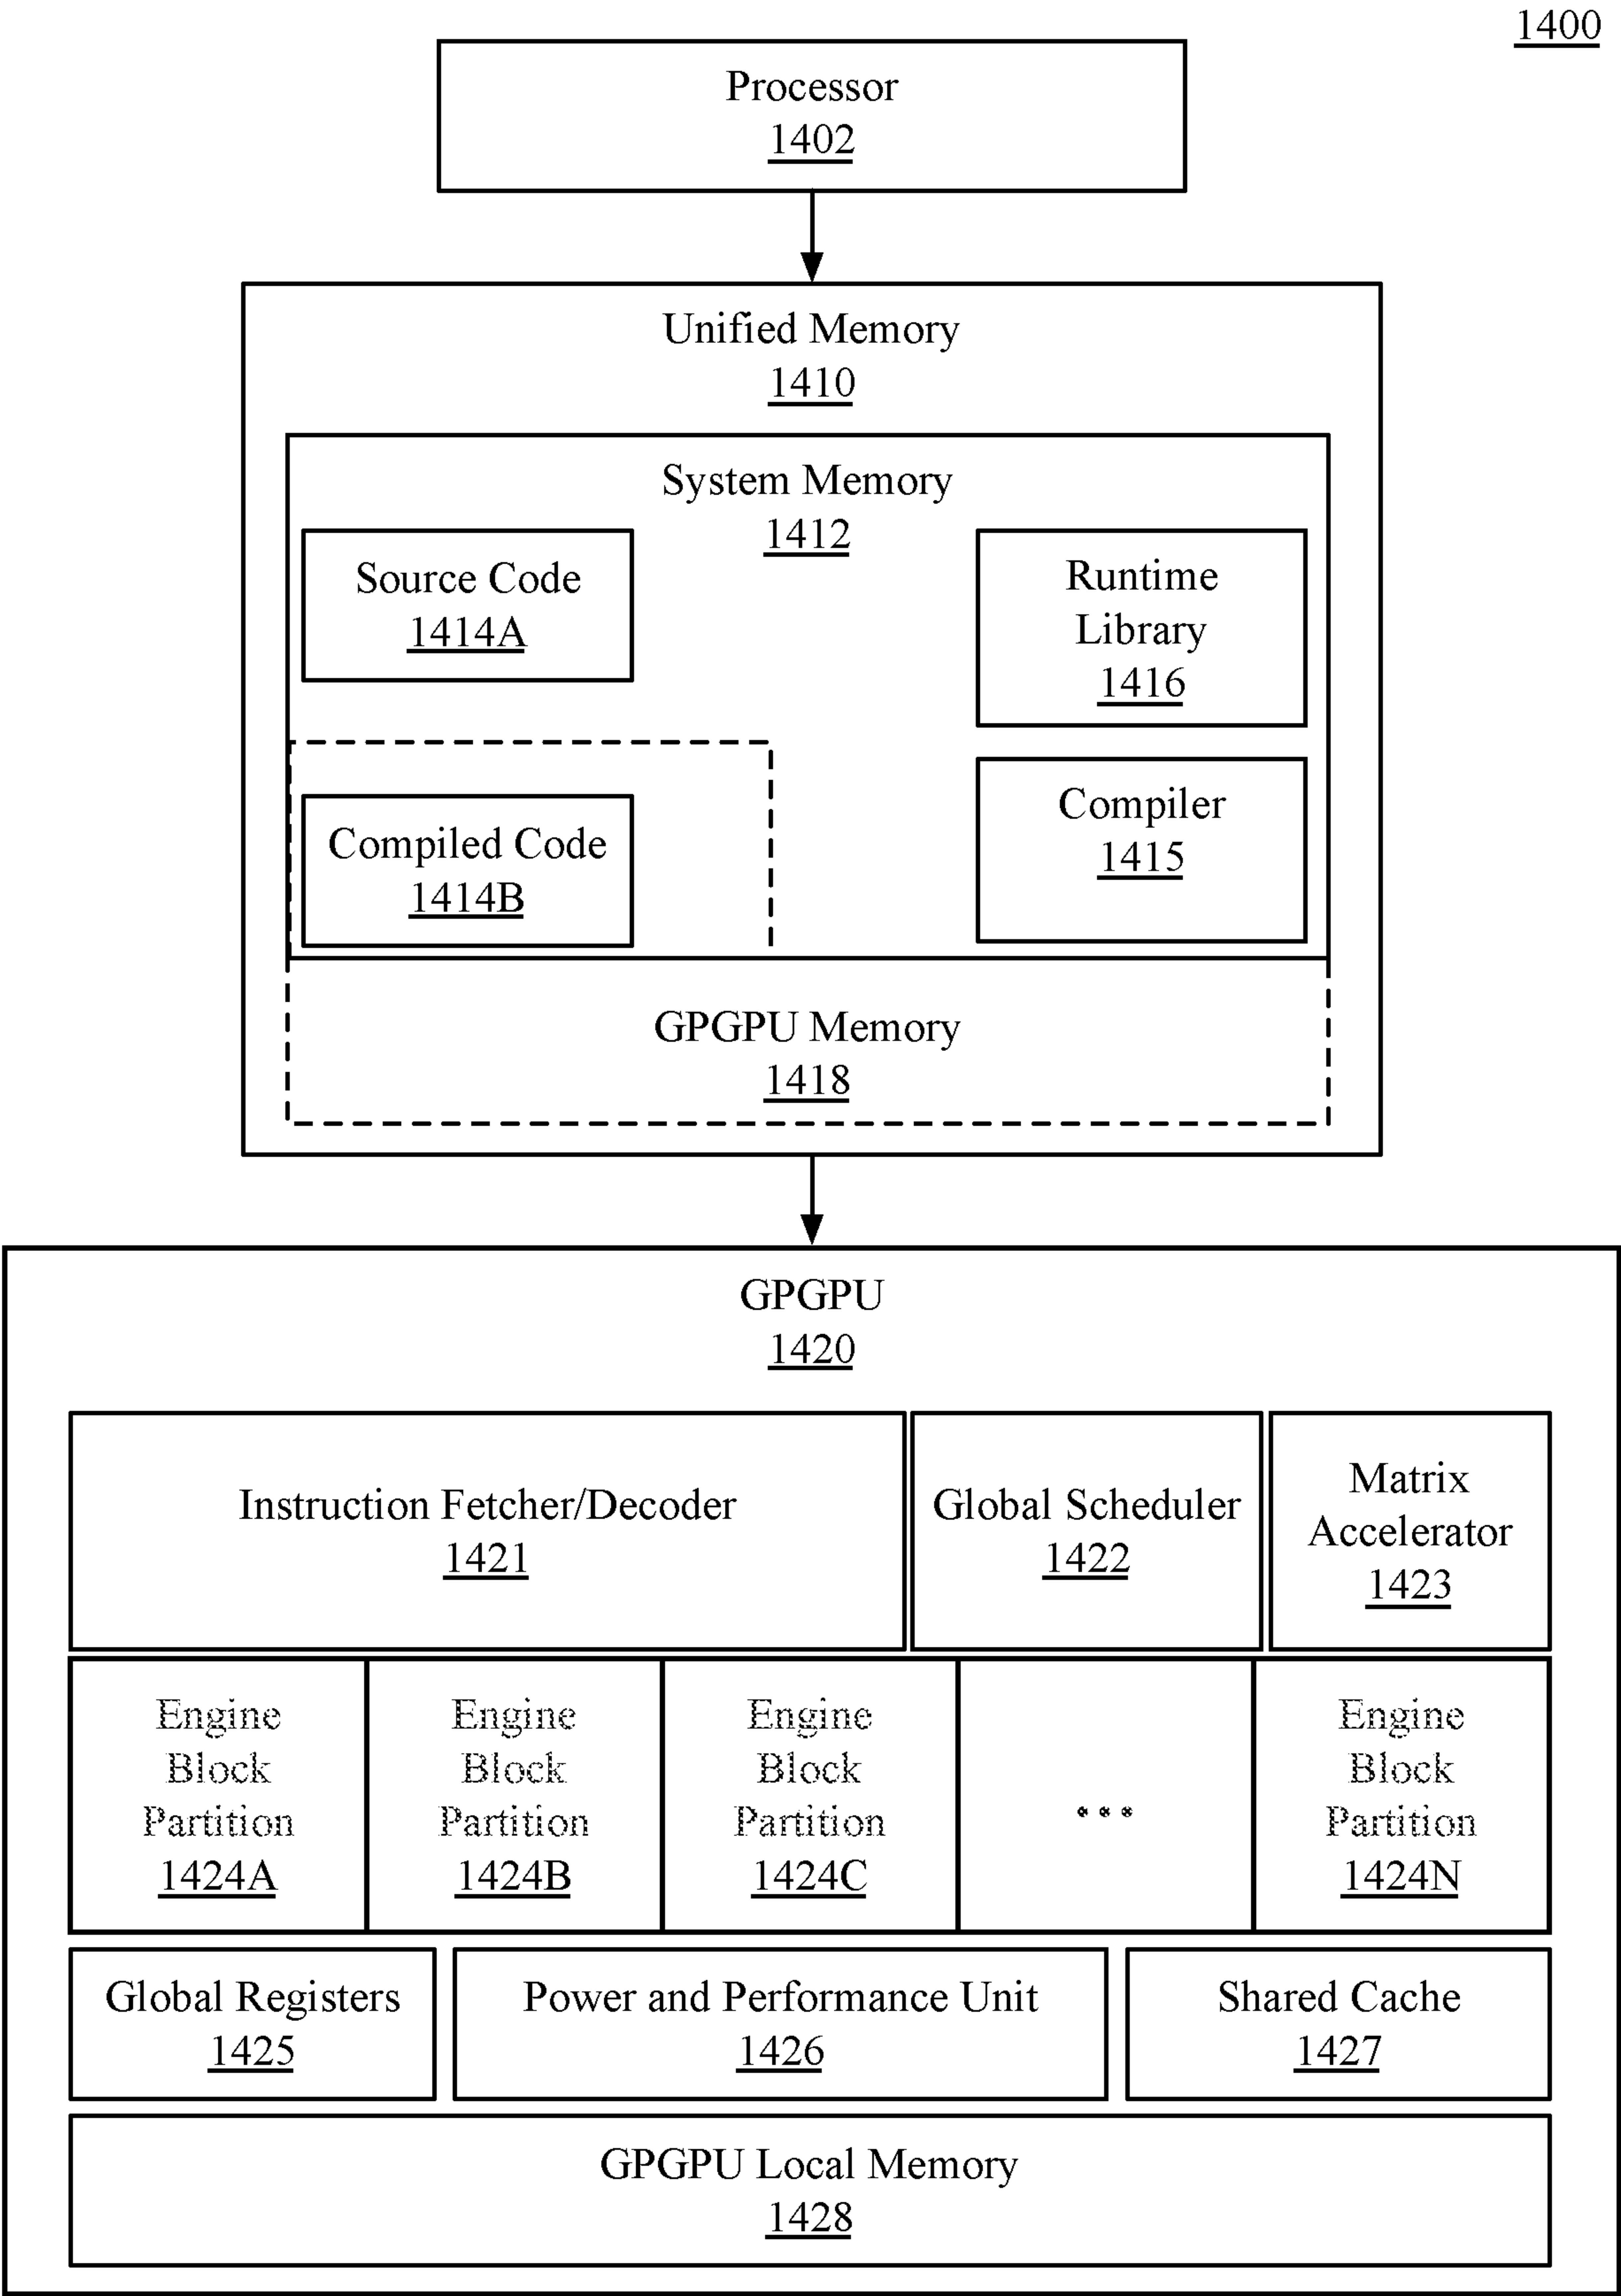 1400
Processor
1402
Unified Memory
1410
System Memory
1412
Source Code
1414A
Runtime
Library
1416
Compiled Code
1414B
Compiler
1415
GPGPU Memory
1418
GPGPU
1420
Instruction Fetcher/Decoder
1421
Global Scheduler
1422
Matrix
Accelerator
1423
Engine
Block
Partition
1424A
Engine
Block
Partition
1424B
Engine
Block
Partition
1424C
...
Engine
Block
Partition
1424N
Global Registers
1425
Power and Performance Unit
1426
Shared Cache
1427
GPGPU Local Memory
1428